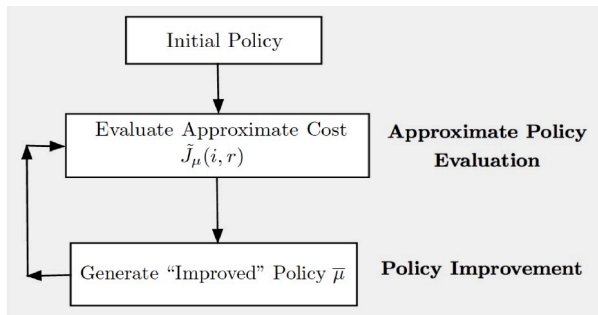 Initial Policy
Evaluate Approximate Cost
J̃μ(i, r)
Approximate Policy
Evaluation
Generate “Improved” Policy μ̅
Policy Improvement